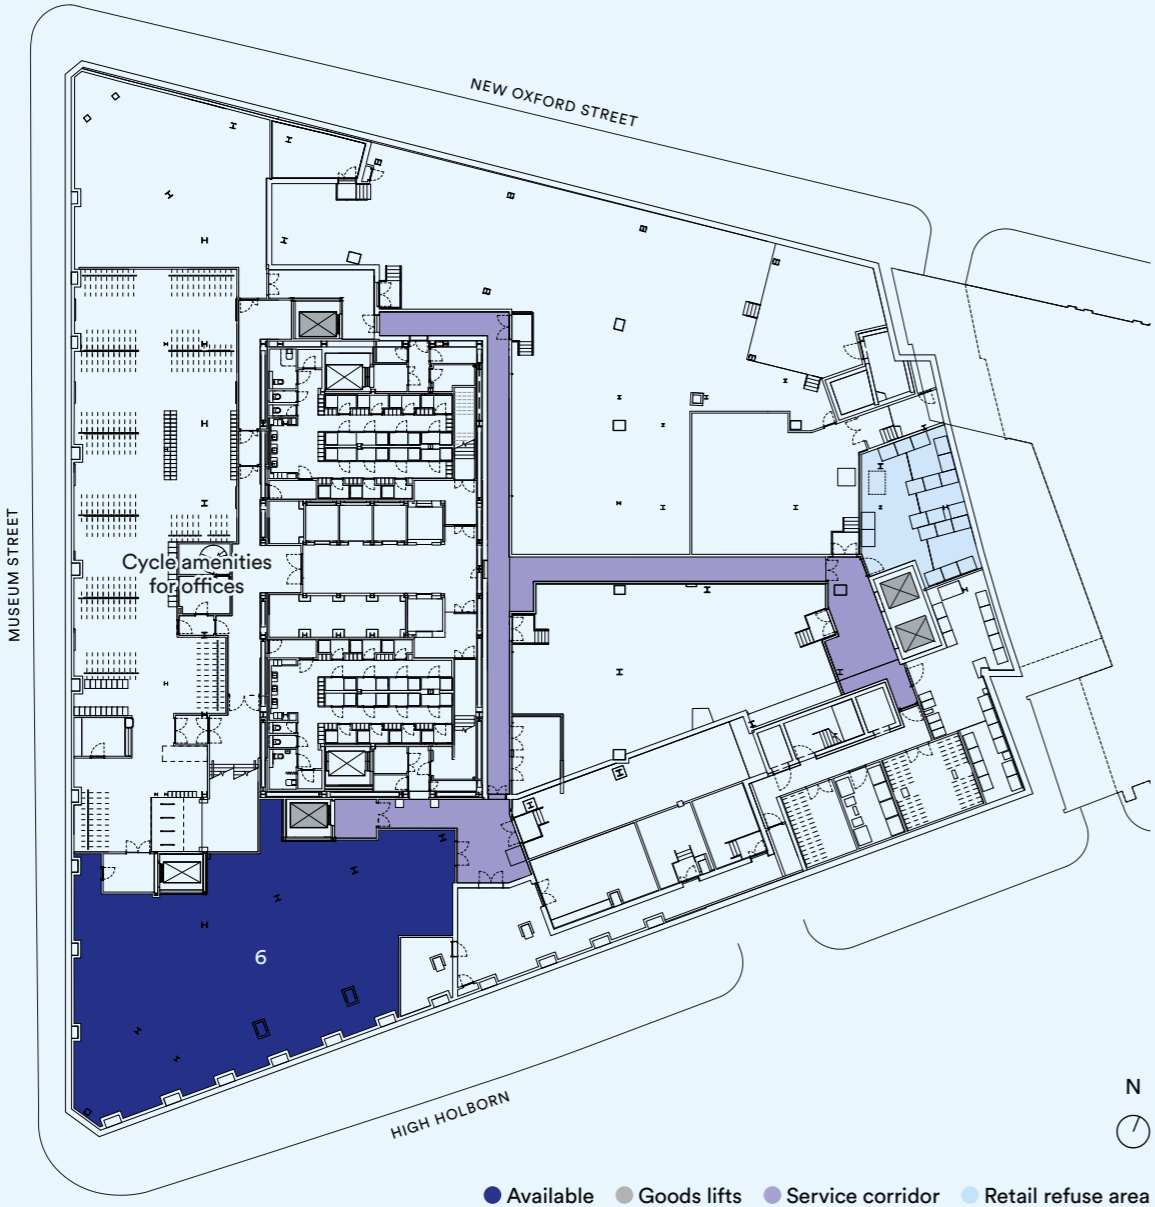 NEW OXFORD STREET
MUSEUM STREET
Cycle amenities
for offices
6
HIGH HOLBORN
N
Available
Goods lifts
Service corridor
Retail refuse area